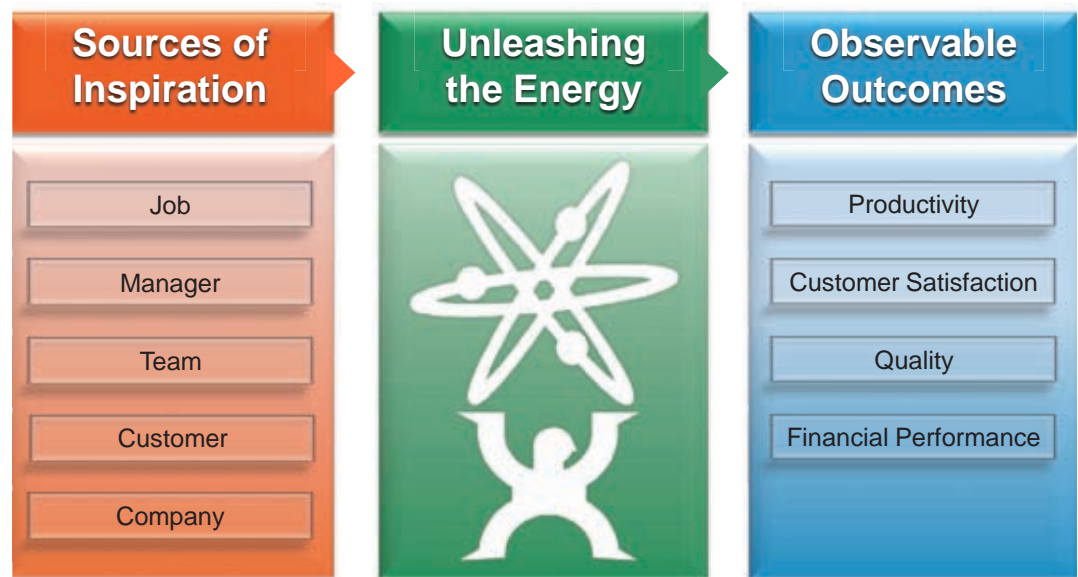 Sources of
Inspiration
Unleashing
the Energy
Observable
Outcomes
Job
Manager
Team
Customer
Company
Productivity
Customer Satisfaction
Quality
Financial Performance